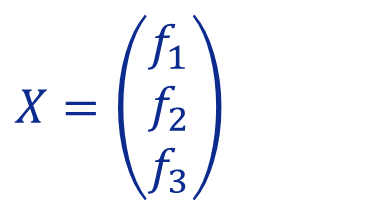 X = (f₁
f₂
f₃)